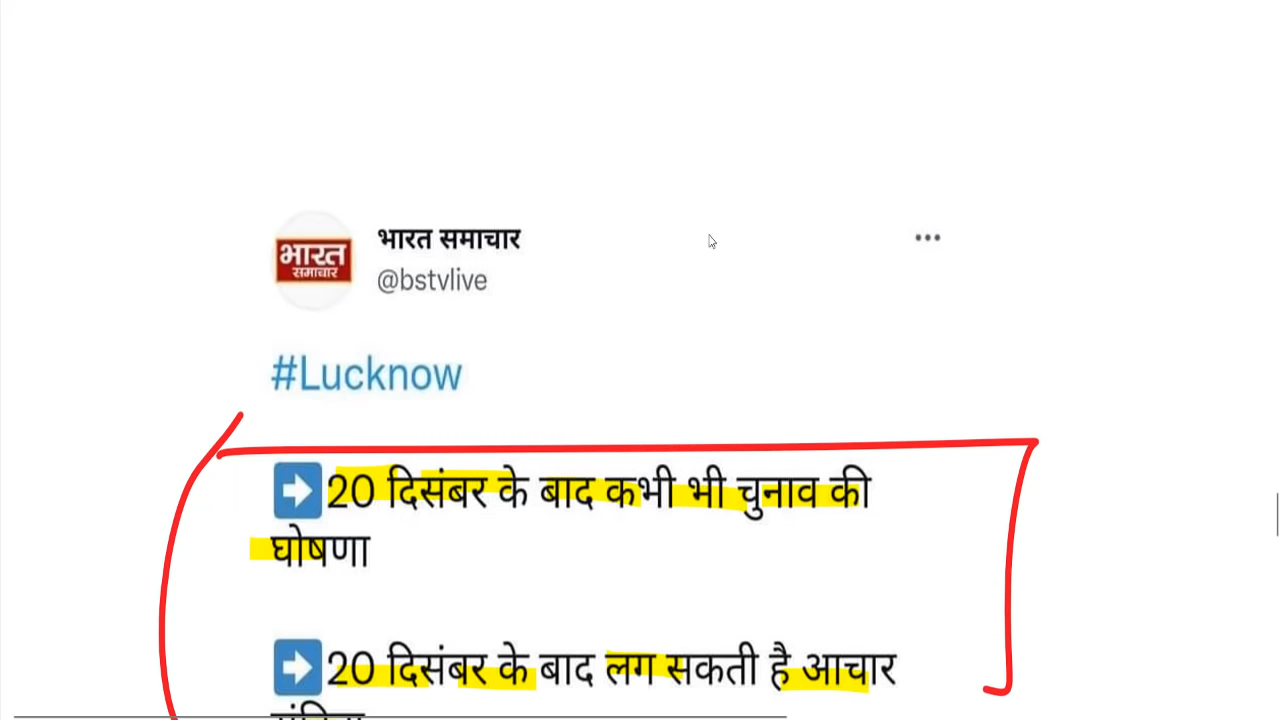 भारत समाचार
@bstvlive
भारत
समाचार
#Lucknow
20 दिसंबर के बाद कभी भी चुनाव की
घोषणा
20 दिसंबर के बाद लग सकती है आचार